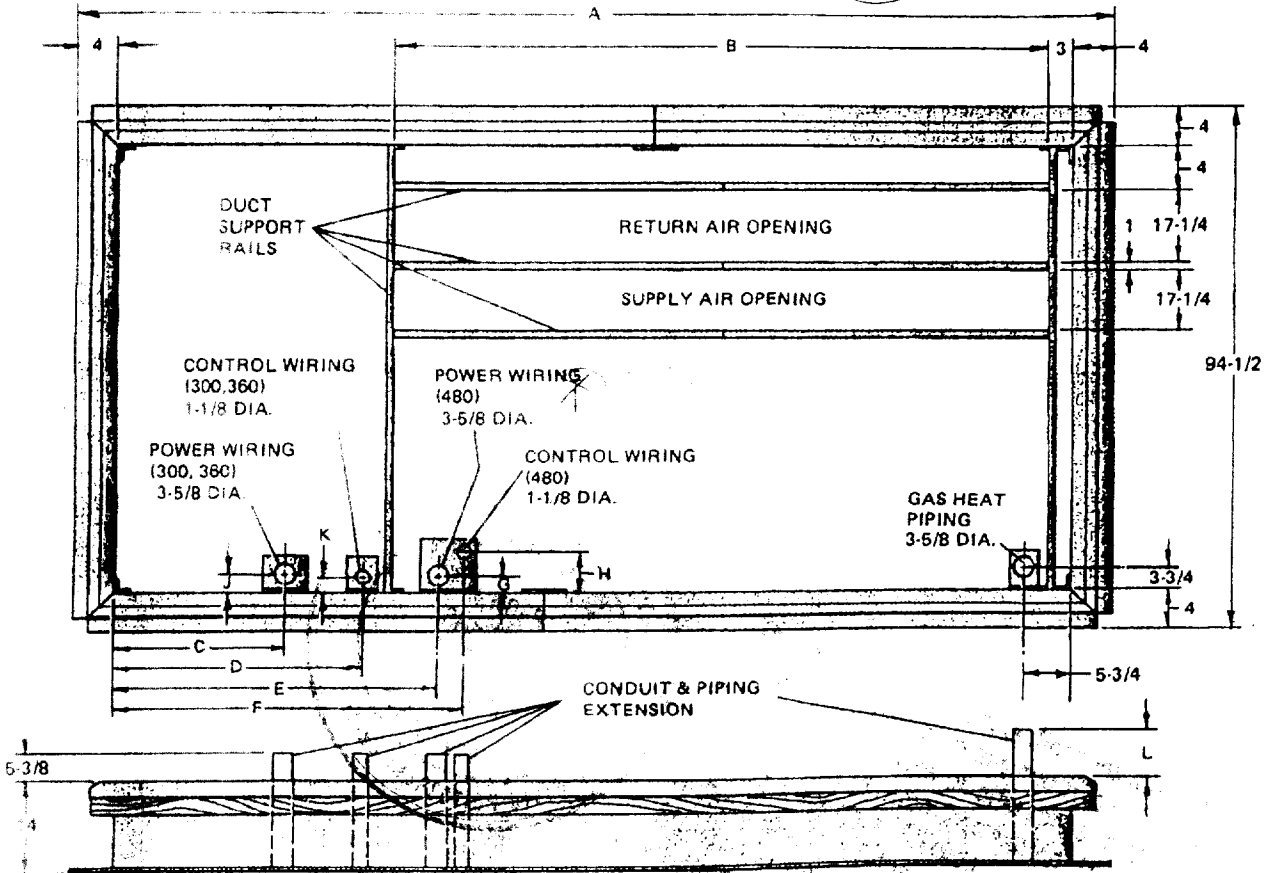 A
4
B
3
4
4
4
DUCT
SUPPORT
RAILS
RETURN AIR OPENING
1
17-1/4
SUPPLY AIR OPENING
17-1/4
94-1/2
CONTROL WIRING
(300,360)
1-1/8 DIA.
POWER WIRING
(480)
3-5/8 DIA.
POWER WIRING
(300, 360)
3-5/8 DIA.
CONTROL WIRING
(480)
1-1/8 DIA.
GAS HEAT
PIPING
3-5/8 DIA.
K
J
G
H
3-3/4
4
C
D
E
F
5-3/4
CONDUIT & PIPING
EXTENSION
L
5-3/8
4